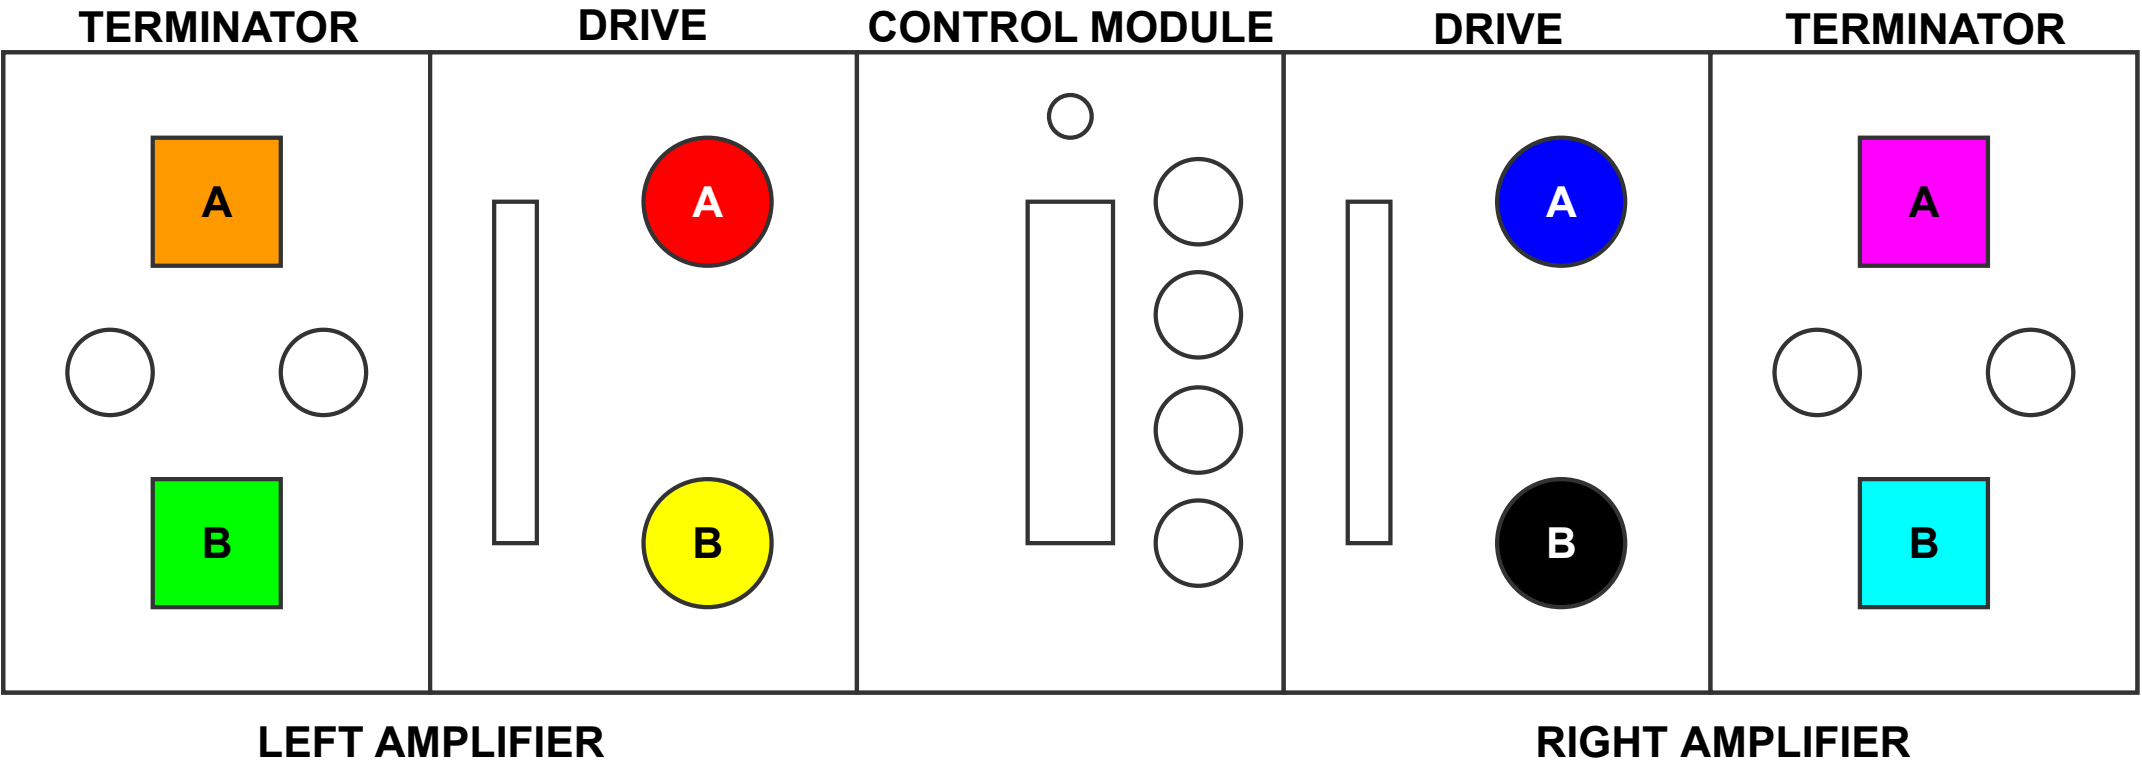 TERMINATOR
DRIVE
CONTROL MODULE
DRIVE
TERMINATOR
A
A
A
A
B
B
B
B
LEFT AMPLIFIER
RIGHT AMPLIFIER